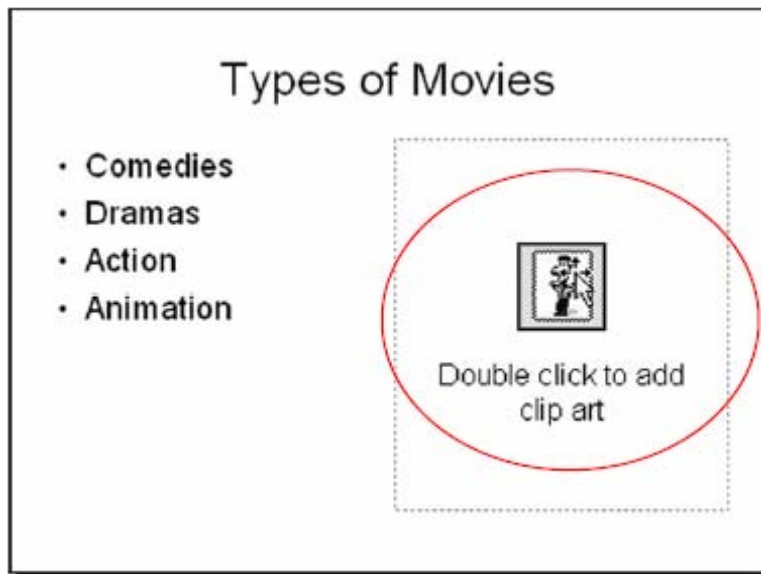 Types of Movies
• Comedies
• Dramas
• Action
• Animation
Double click to add
clip art